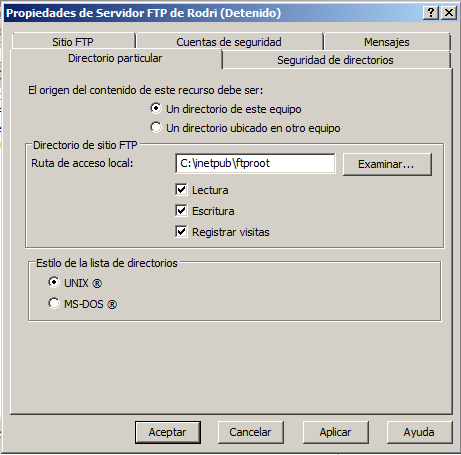 Propiedades de Servidor FTP de Rodri (Detenido)
Sitio FTP Cuentas de seguridad Mensajes
Directorio particular Seguridad de directorios
El origen del contenido de este recurso debe ser:
Un directorio de este equipo
Un directorio ubicado en otro equipo
Directorio de sitio FTP
Ruta de acceso local: C:\inetpub\ftproot Examinar...
Lectura
Escritura
Registrar visitas
Estilo de la lista de directorios
UNIX ®
MS-DOS ®
Aceptar Cancelar Aplicar Ayuda